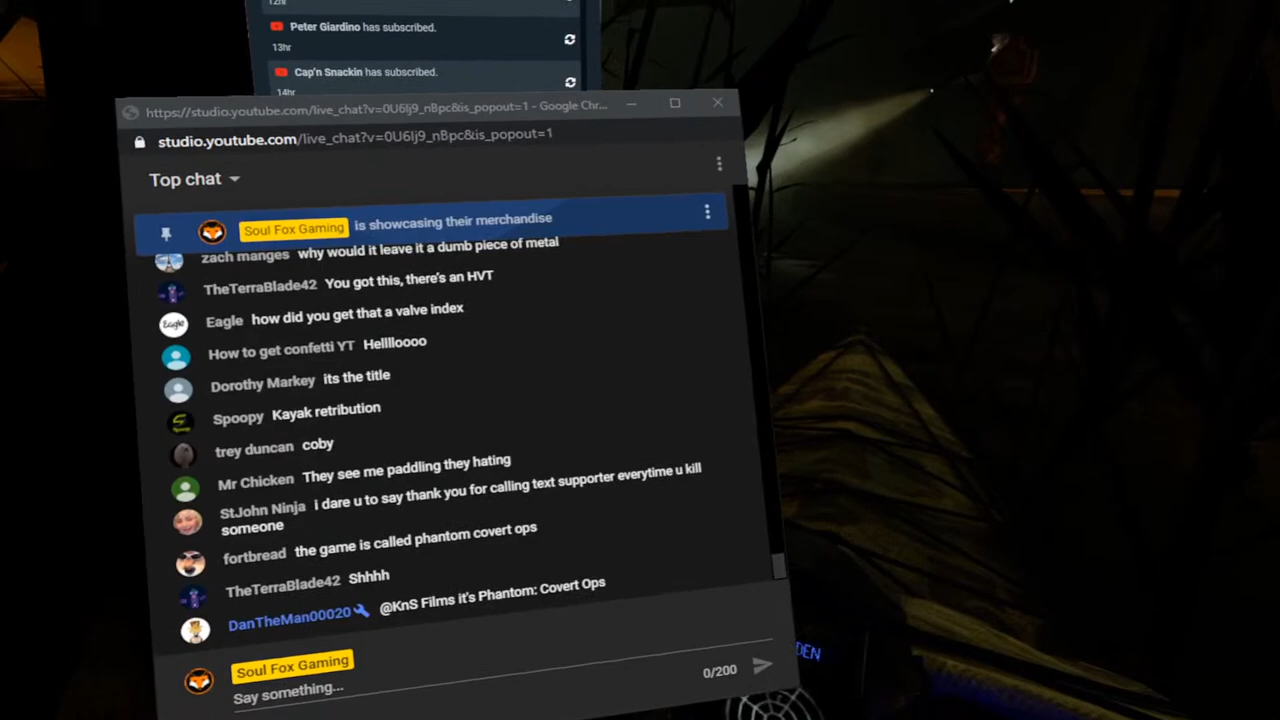 12hr
Peter Giardino has subscribed.
13hr
Cap'n Snackin has subscribed.
14hr
https://studio.youtube.com/live_chat?v=0U6lj9_nBpc&is_popout=1 - Google Chr...
studio.youtube.com/live_chat?v=0U6lj9_nBpc&is_popout=1
Top chat
Soul Fox Gaming is showcasing their merchandise
zach manges why would it leave it a dumb piece of metal
TheTerraBlade42 You got this, there's an HVT
Eagle how did you get that a valve index
How to get confetti YT Helllloooo
Dorothy Markey its the title
Spoopy Kayak retribution
trey duncan coby
Mr Chicken They see me paddling they hating
StJohn Ninja i dare u to say thank you for calling text supporter everytime u kill
someone
fortbread the game is called phantom covert ops
TheTerraBlade42 Shhhh
DanTheMan00020 @KnS Films it's Phantom: Covert Ops
Soul Fox Gaming
Say something...
0/200
DEN